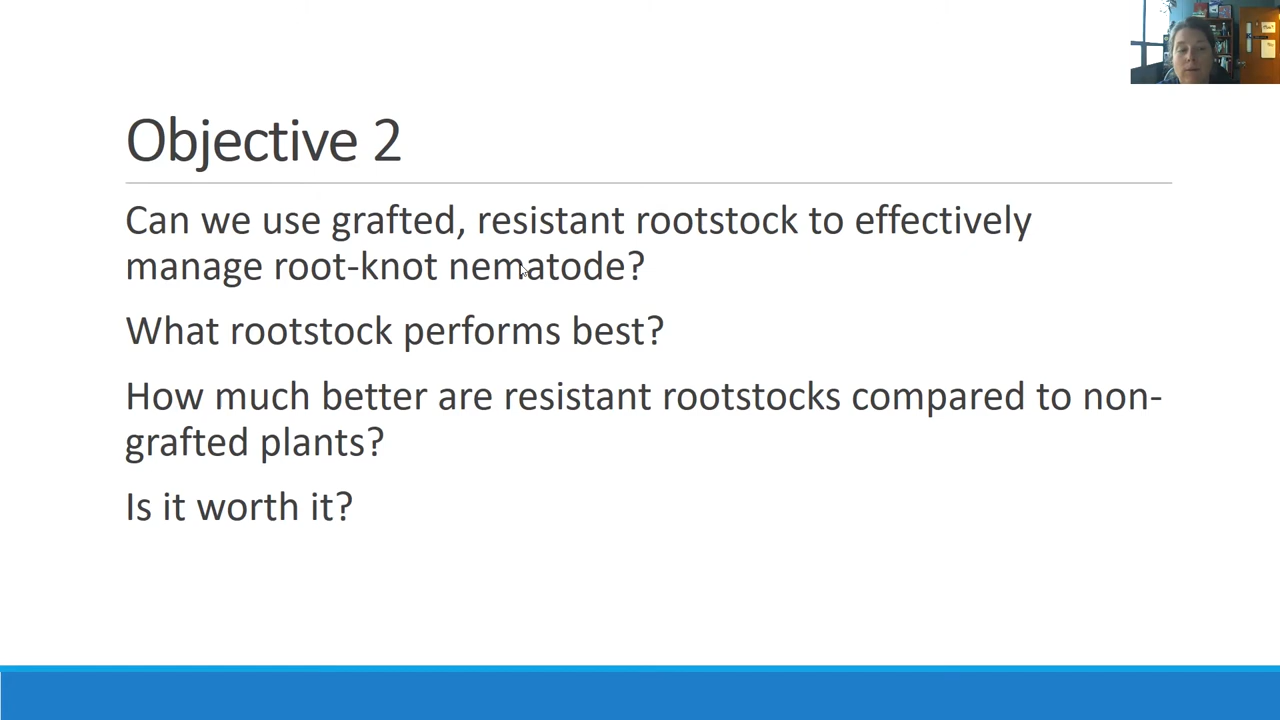 Objective 2
Can we use grafted, resistant rootstock to effectively
manage root-knot nematode?
What rootstock performs best?
How much better are resistant rootstocks compared to non-
grafted plants?
Is it worth it?